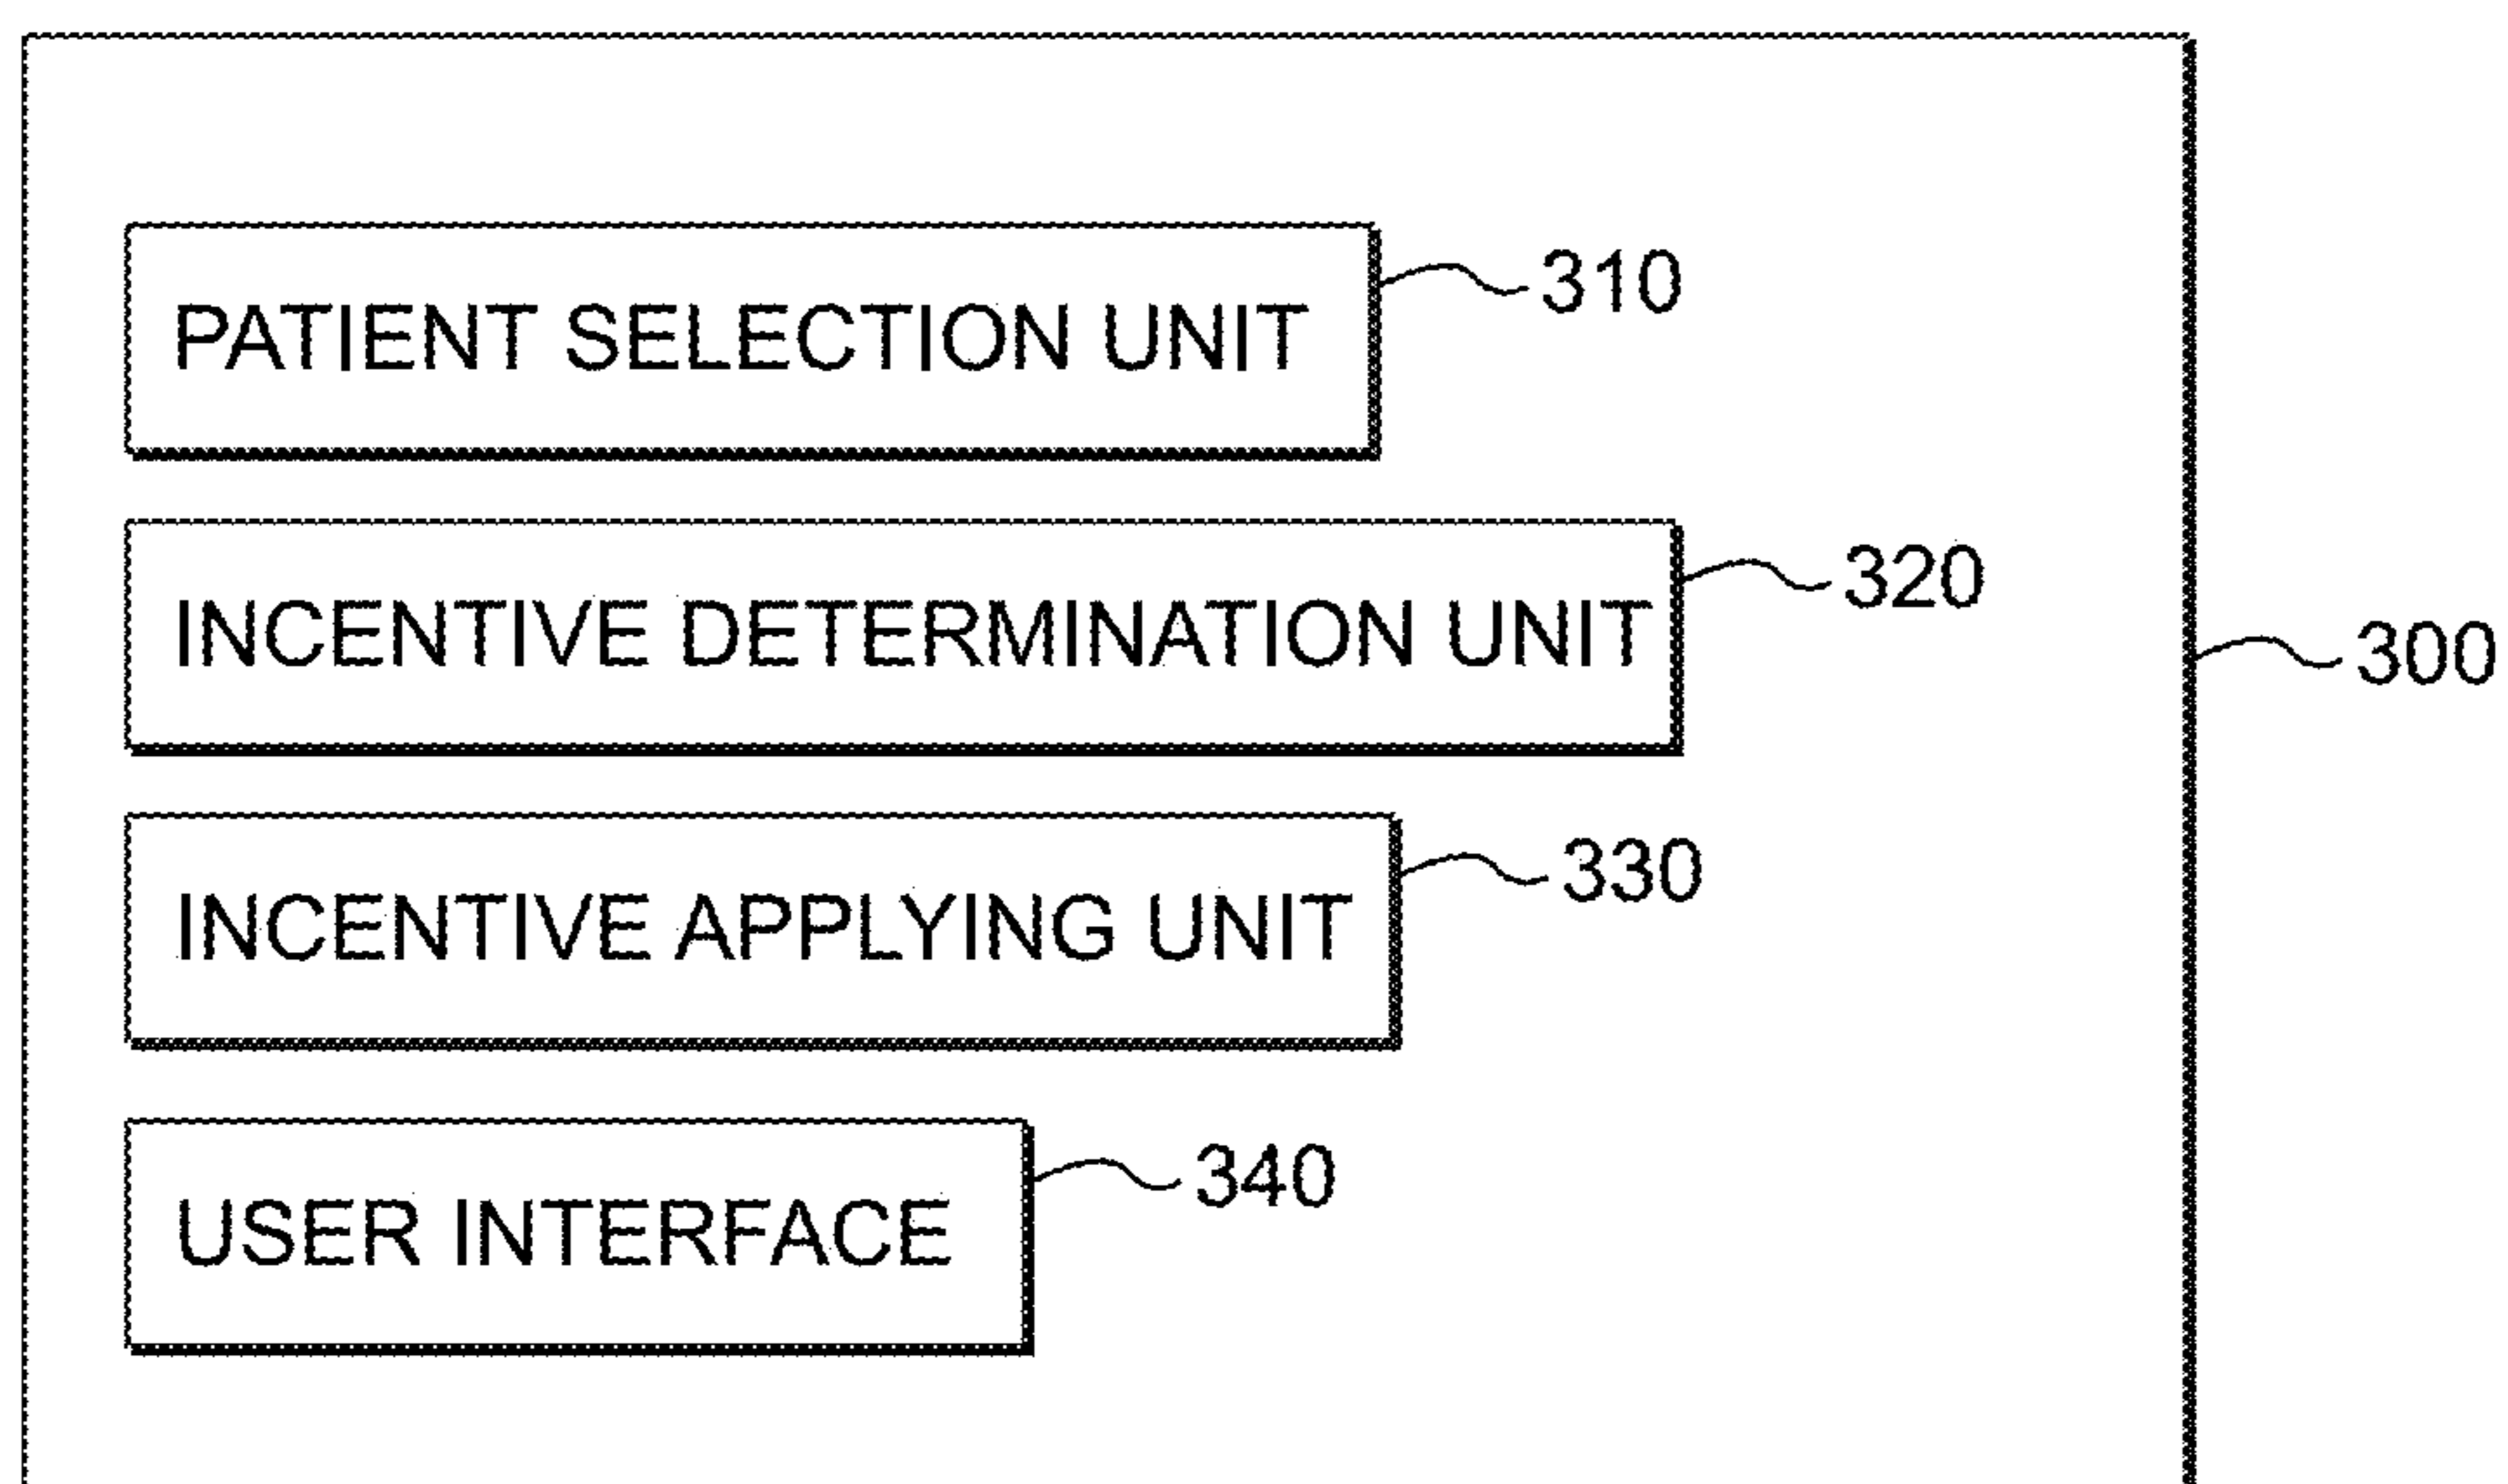 PATIENT SELECTION UNIT
310
INCENTIVE DETERMINATION UNIT
320
300
INCENTIVE APPLYING UNIT
330
USER INTERFACE
340